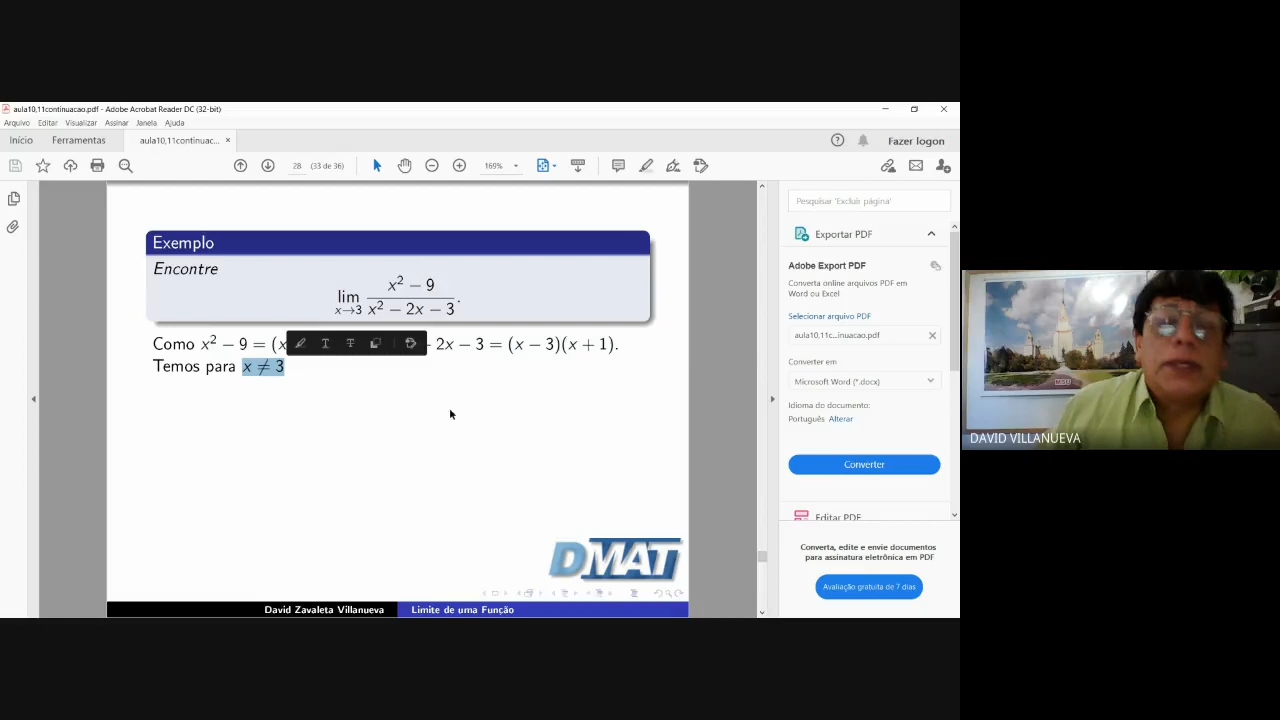 aula10,11continuacao.pdf - Adobe Acrobat Reader DC (32-bit)
Arquivo Editar Visualizar Assinar Janela Ajuda
Início Ferramentas aula10,11continuac... × Fazer logon
28 (33 de 36) 169%
Pesquisar 'Excluir página'
Exportar PDF
Adobe Export PDF
Converta online arquivos PDF em
Word ou Excel
Selecionar arquivo PDF
aula10,11c...inuacao.pdf
Converter em
Microsoft Word (*.docx)
Idioma do documento:
Português Alterar
Converter
Editar PDF
Converta, edite e envie documentos
para assinatura eletrônica em PDF
Avaliação gratuita de 7 dias
Exemplo
Encontre
lim x→3 (x² − 9)/(x² − 2x − 3).
Como x² − 9 = (x − 2x − 3 = (x − 3)(x + 1).
Temos para x ≠ 3
DMAT
David Zavaleta Villanueva Limite de uma Função
MSU
DAVID VILLANUEVA